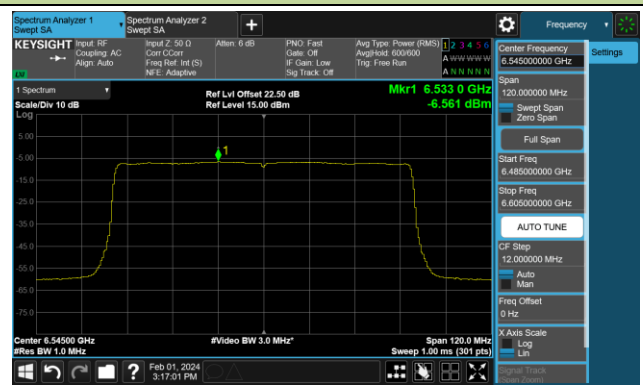 Spectrum Analyzer 1
Swept SA
Spectrum Analyzer 2
Swept SA
Frequency
KEYSIGHT
Input: RF
Coupling: AC
Align: Auto
Input Z: 50 Ω
Corr CCorr
Freq Ref: Int (S)
NFE: Adaptive
Atten: 6 dB
PNO: Fast
Gate: Off
IF Gain: Low
Sig Track: Off
Avg Type: Power (RMS)
Avg|Hold: 600/600
Trig: Free Run
1 2 3 4 5 6
A W W W W W
A N N N N N
LW
1 Spectrum
Scale/Div 10 dB
Log
Ref Lvl Offset 22.50 dB
Ref Level 15.00 dBm
Mkr1 6.533 0 GHz
-6.561 dBm
1
5.00
-5.00
-15.0
-25.0
-35.0
-45.0
-55.0
-65.0
-75.0
Center 6.54500 GHz
#Res BW 1.0 MHz
#Video BW 3.0 MHz*
Span 120.0 MHz
Sweep 1.00 ms (301 pts)
Center Frequency
6.545000000 GHz
Settings
Span
120.000000 MHz
Swept Span
Zero Span
Full Span
Start Freq
6.485000000 GHz
Stop Freq
6.605000000 GHz
AUTO TUNE
CF Step
12.000000 MHz
Auto
Man
Freq Offset
0 Hz
X Axis Scale
Log
Lin
Signal Track
(Span Zoom)
Feb 01, 2024
3:17:01 PM